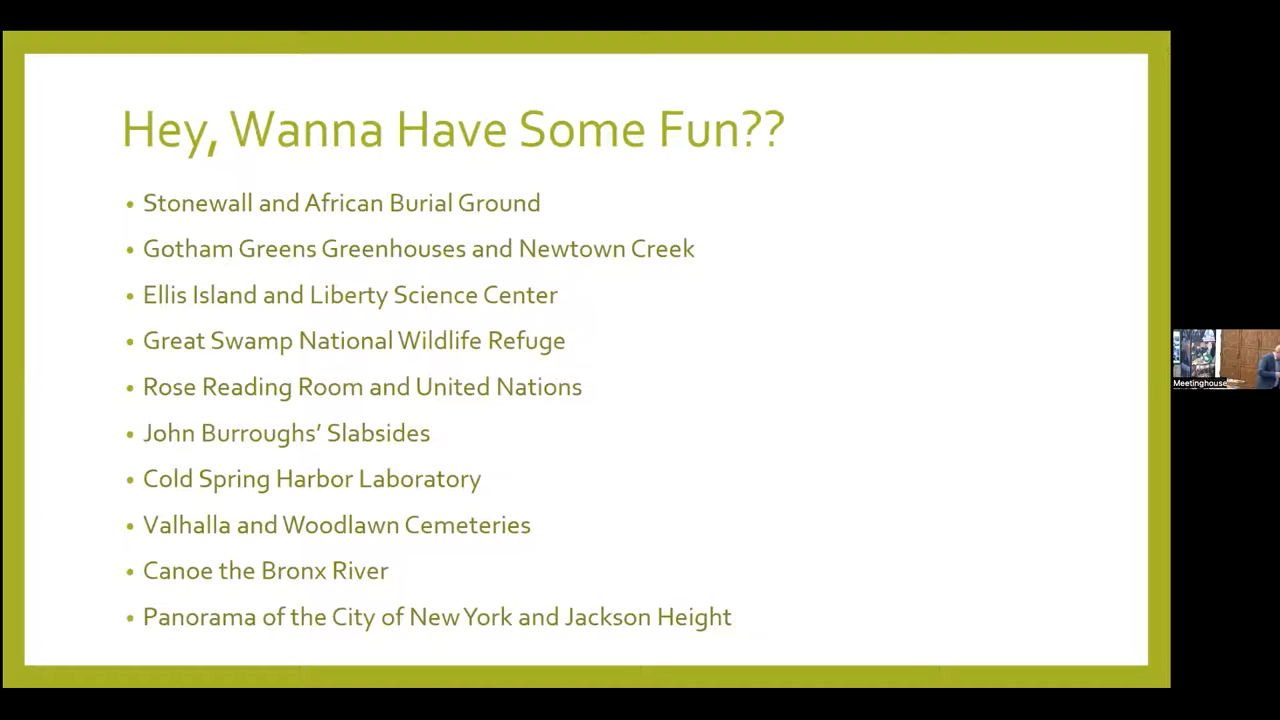 Hey, Wanna Have Some Fun??
• Stonewall and African Burial Ground
• Gotham Greens Greenhouses and Newtown Creek
• Ellis Island and Liberty Science Center
• Great Swamp National Wildlife Refuge
• Rose Reading Room and United Nations
• John Burroughs’ Slabsides
• Cold Spring Harbor Laboratory
• Valhalla and Woodlawn Cemeteries
• Canoe the Bronx River
• Panorama of the City of New York and Jackson Height
Meetinghouse